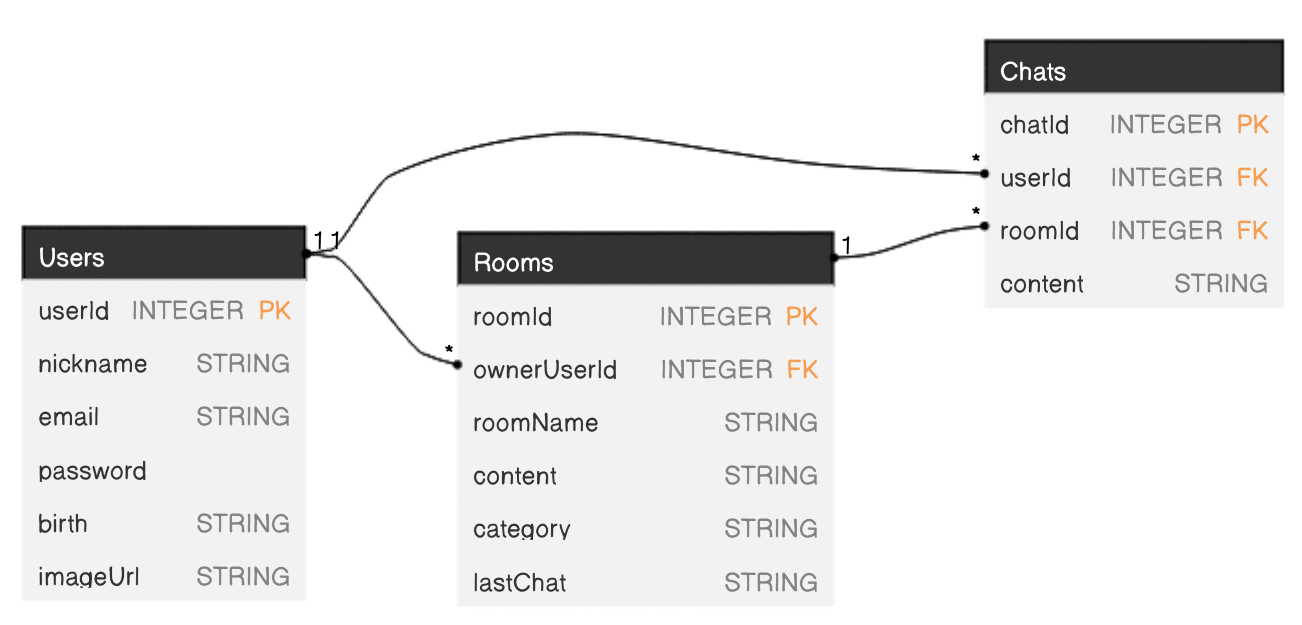 Users
userId INTEGER PK
nickname STRING
email STRING
password
birth STRING
imageUrl STRING
1 1
*
Rooms
roomId INTEGER PK
ownerUserId INTEGER FK
roomName STRING
content STRING
category STRING
lastChat STRING
1
*
*
Chats
chatId INTEGER PK
userId INTEGER FK
roomId INTEGER FK
content STRING